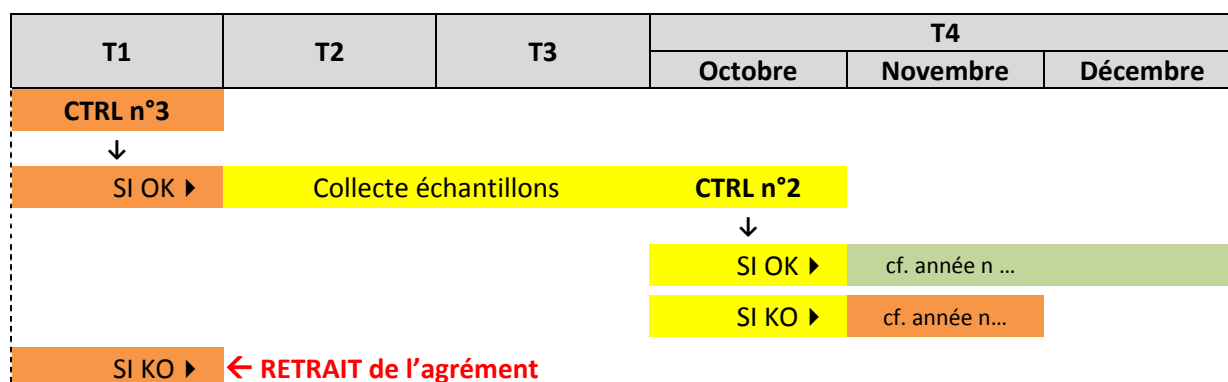 T1 T2 T3 T4
Octobre Novembre Décembre
CTRL n°3
↓
SI OK ▶ Collecte échantillons CTRL n°2
↓
SI OK ▶ cf. année n ...
SI KO ▶ cf. année n...
SI KO ▶ ← RETRAIT de l’agrément